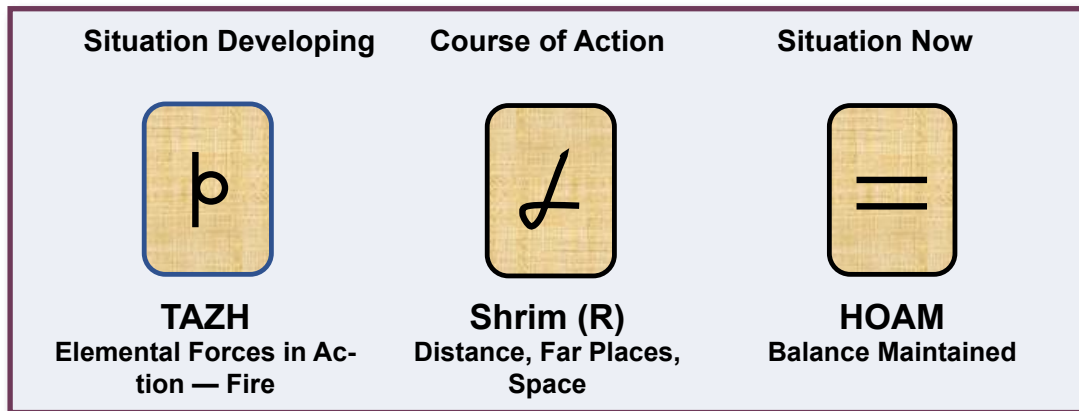 Situation Developing
Course of Action
Situation Now
TAZH
Elemental Forces in Ac-
tion — Fire
Shrim (R)
Distance, Far Places,
Space
HOAM
Balance Maintained